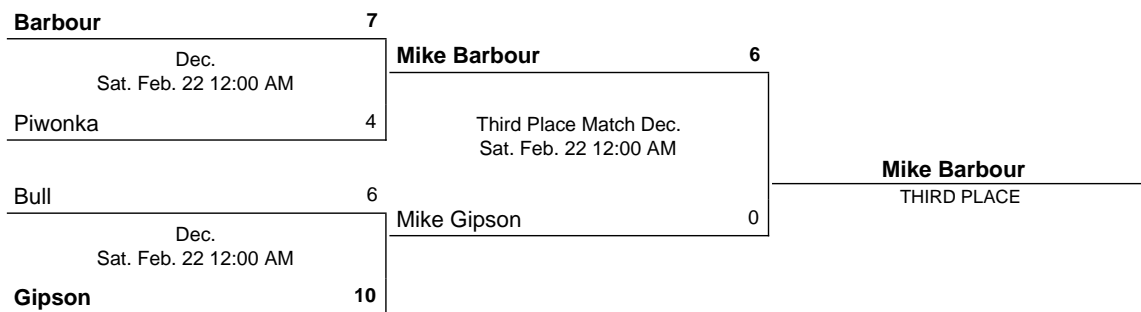 Barbour 7
Dec.
Sat. Feb. 22 12:00 AM
Piwonka 4
Bull 6
Dec.
Sat. Feb. 22 12:00 AM
Gipson 10
Mike Barbour 6
Third Place Match Dec.
Sat. Feb. 22 12:00 AM
Mike Gipson 0
Mike Barbour
THIRD PLACE